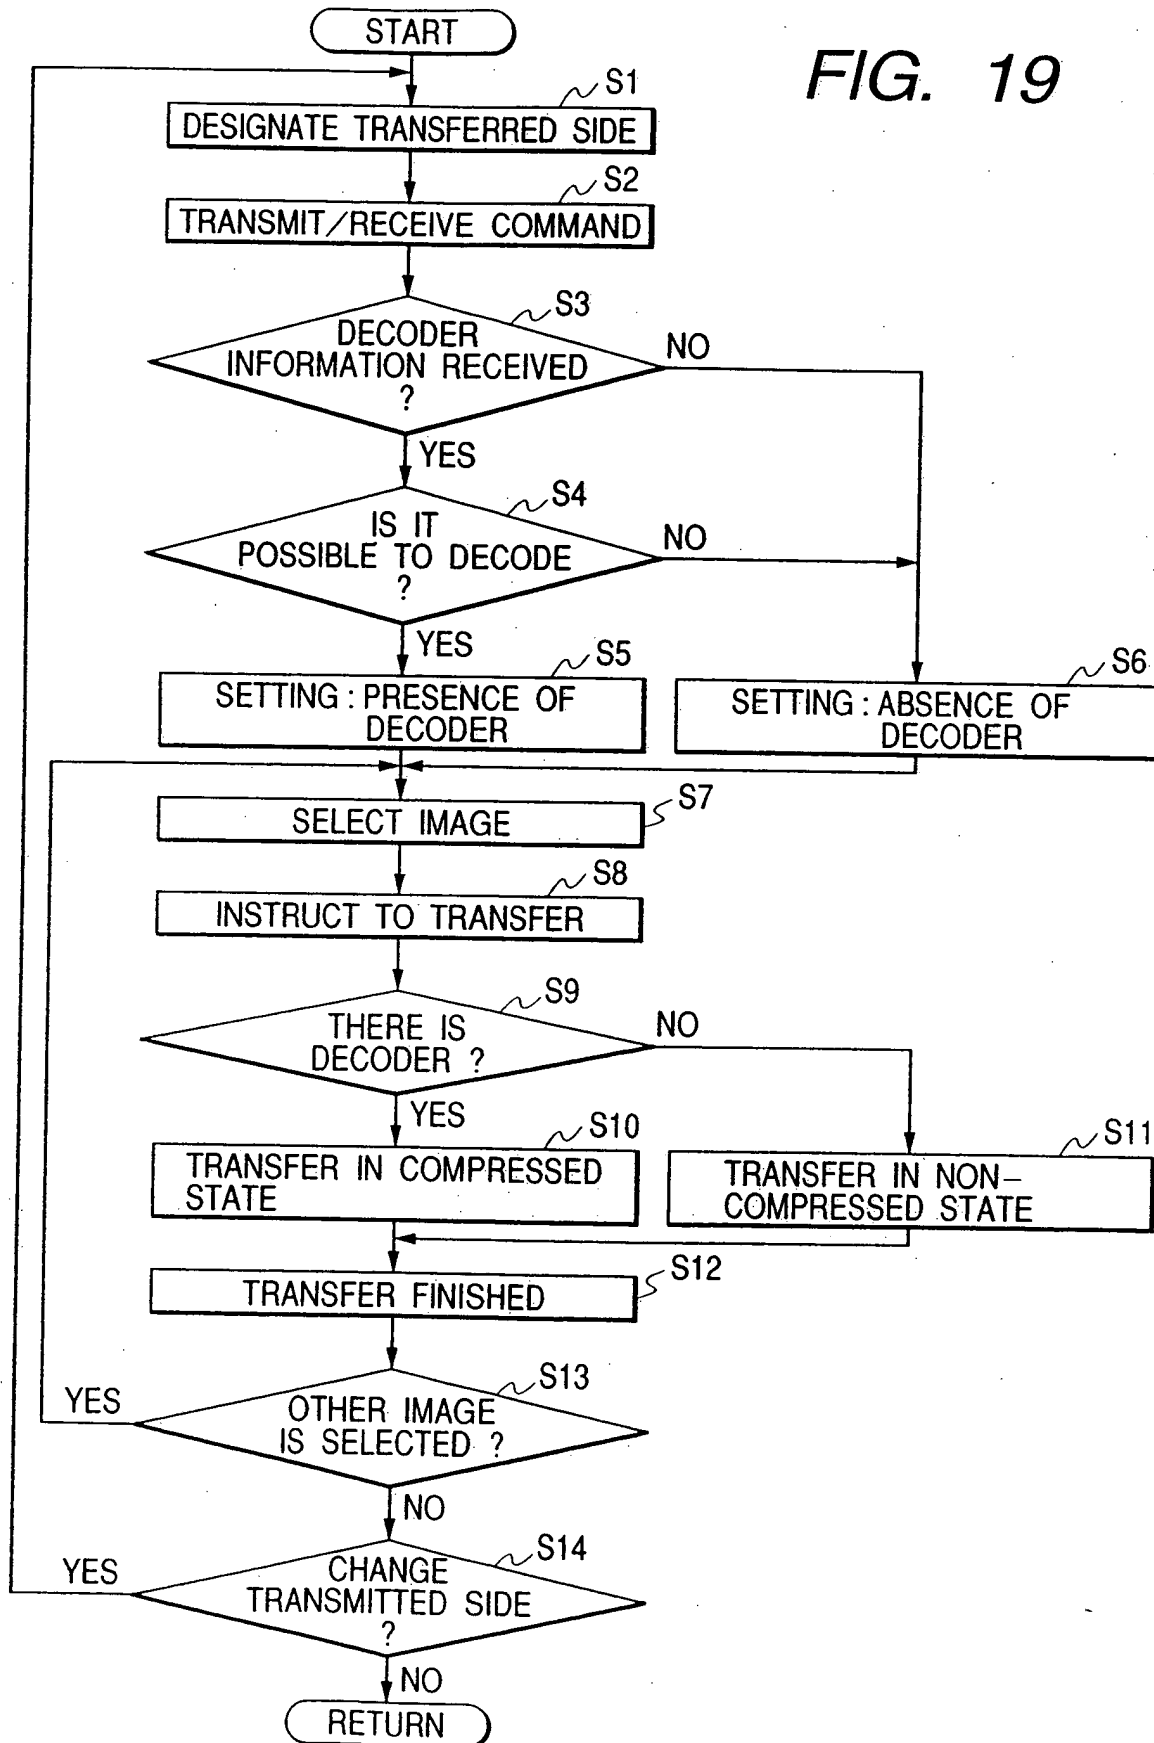 START
FIG. 19
S1
DESIGNATE TRANSFERRED SIDE
S2
TRANSMIT/RECEIVE COMMAND
S3
DECODER
INFORMATION RECEIVED
?
NO
YES
S4
IS IT
POSSIBLE TO DECODE
?
NO
YES
S5
SETTING : PRESENCE OF
DECODER
S6
SETTING : ABSENCE OF
DECODER
S7
SELECT IMAGE
S8
INSTRUCT TO TRANSFER
S9
THERE IS
DECODER ?
NO
YES
S10
TRANSFER IN COMPRESSED
STATE
S11
TRANSFER IN NON-
COMPRESSED STATE
S12
TRANSFER FINISHED
S13
OTHER IMAGE
IS SELECTED ?
YES
NO
S14
CHANGE
TRANSMITTED SIDE
?
YES
NO
RETURN